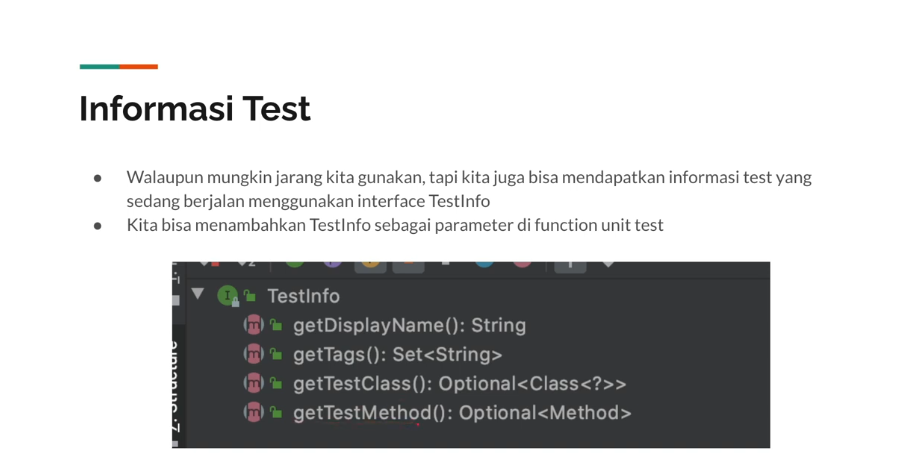 Informasi Test
● Walaupun mungkin jarang kita gunakan, tapi kita juga bisa mendapatkan informasi test yang
sedang berjalan menggunakan interface TestInfo
● Kita bisa menambahkan TestInfo sebagai parameter di function unit test
TestInfo
getDisplayName(): String
getTags(): Set<String>
getTestClass(): Optional<Class<?>>
getTestMethod(): Optional<Method>
Z: Structure